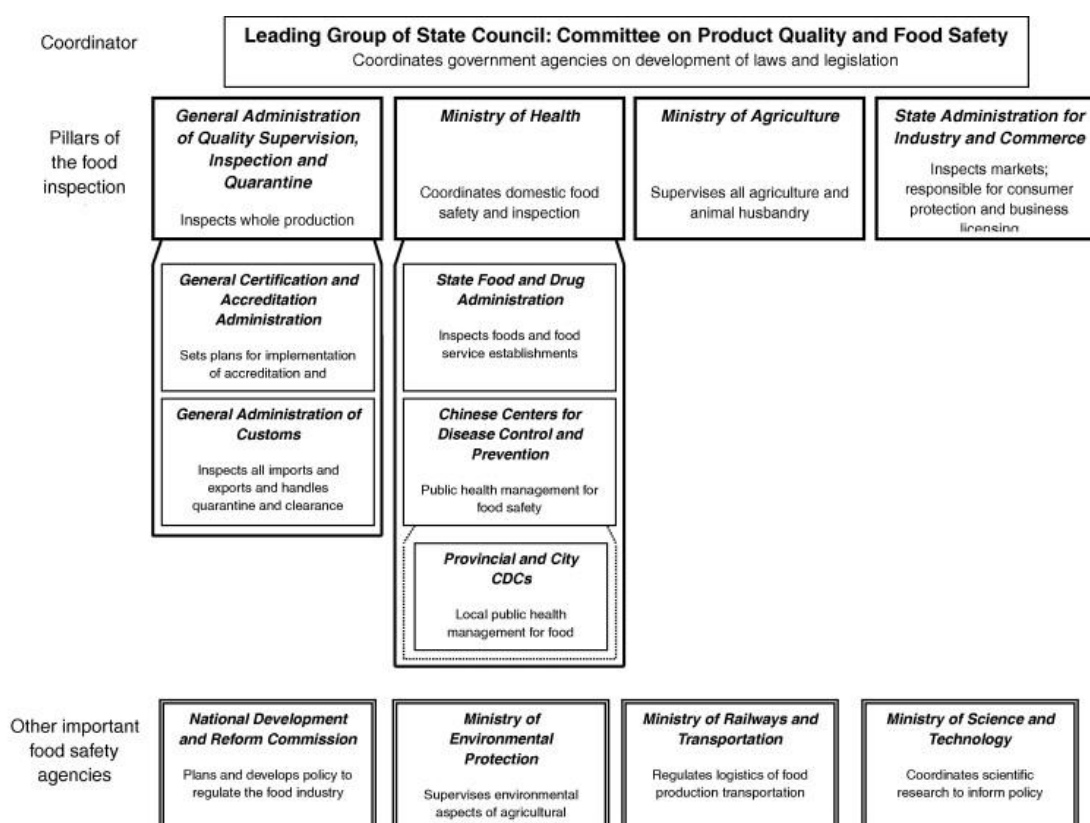 Coordinator
Leading Group of State Council: Committee on Product Quality and Food Safety
Coordinates government agencies on development of laws and legislation
Pillars of
the food
inspection
General Administration
of Quality Supervision,
Inspection and
Quarantine
Inspects whole production
Ministry of Health
Coordinates domestic food
safety and inspection
Ministry of Agriculture
Supervises all agriculture and
animal husbandry
State Administration for
Industry and Commerce
Inspects markets;
responsible for consumer
protection and business
licensing
General Certification and
Accreditation
Administration
Sets plans for implementation
of accreditation and
State Food and Drug
Administration
Inspects foods and food
service establishments
General Administration of
Customs
Inspects all imports and
exports and handles
quarantine and clearance
Chinese Centers for
Disease Control and
Prevention
Public health management for
food safety
Provincial and City
CDCs
Local public health
management for food
Other important
food safety
agencies
National Development
and Reform Commission
Plans and develops policy to
regulate the food industry
Ministry of
Environmental
Protection
Supervises environmental
aspects of agricultural
Ministry of Railways and
Transportation
Regulates logistics of food
production transportation
Ministry of Science and
Technology
Coordinates scientific
research to inform policy